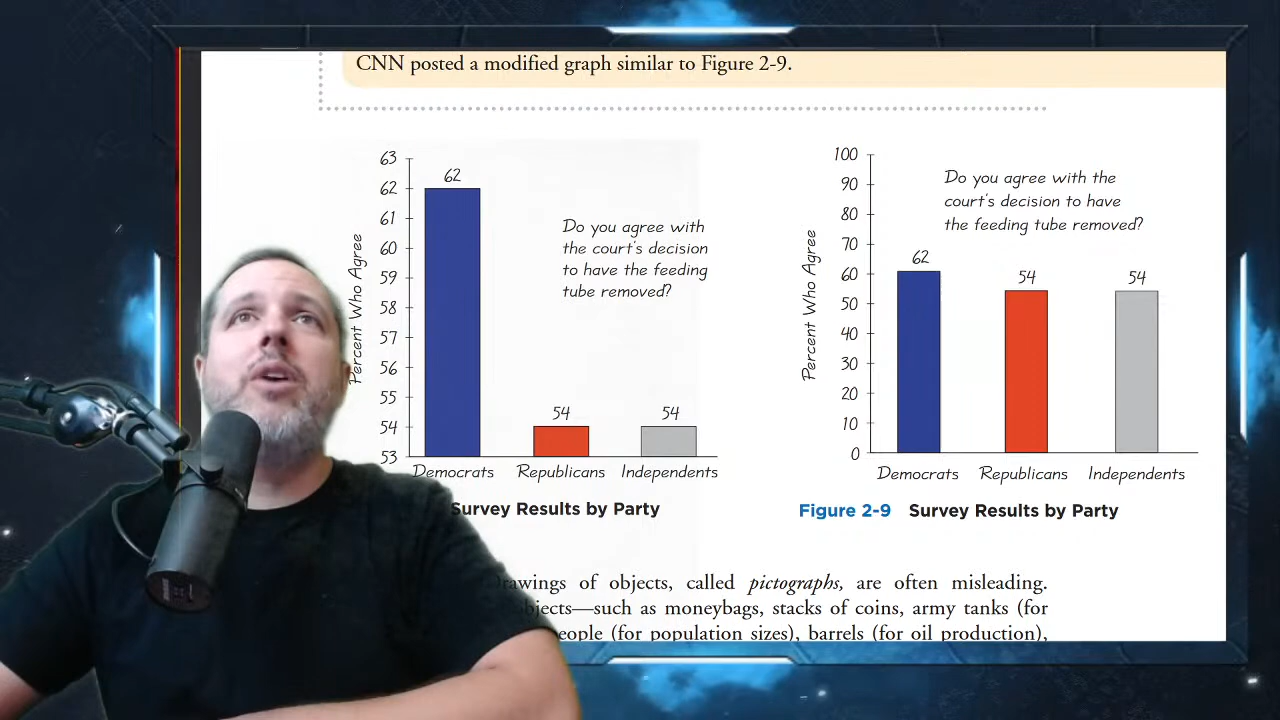 CNN posted a modified graph similar to Figure 2-9.
63
62
61
60
59
58
57
56
55
54
53
Percent Who Agree
62
54
54
Do you agree with
the court's decision
to have the feeding
tube removed?
Democrats
Republicans
Independents
Survey Results by Party
100
90
80
70
60
50
40
30
20
10
0
Percent Who Agree
62
54
54
Do you agree with the
court's decision to have
the feeding tube removed?
Democrats
Republicans
Independents
Figure 2-9 Survey Results by Party
of objects, called pictographs, are often misleading.
such as moneybags, stacks of coins, army tanks (for
(for population sizes), barrels (for oil production),